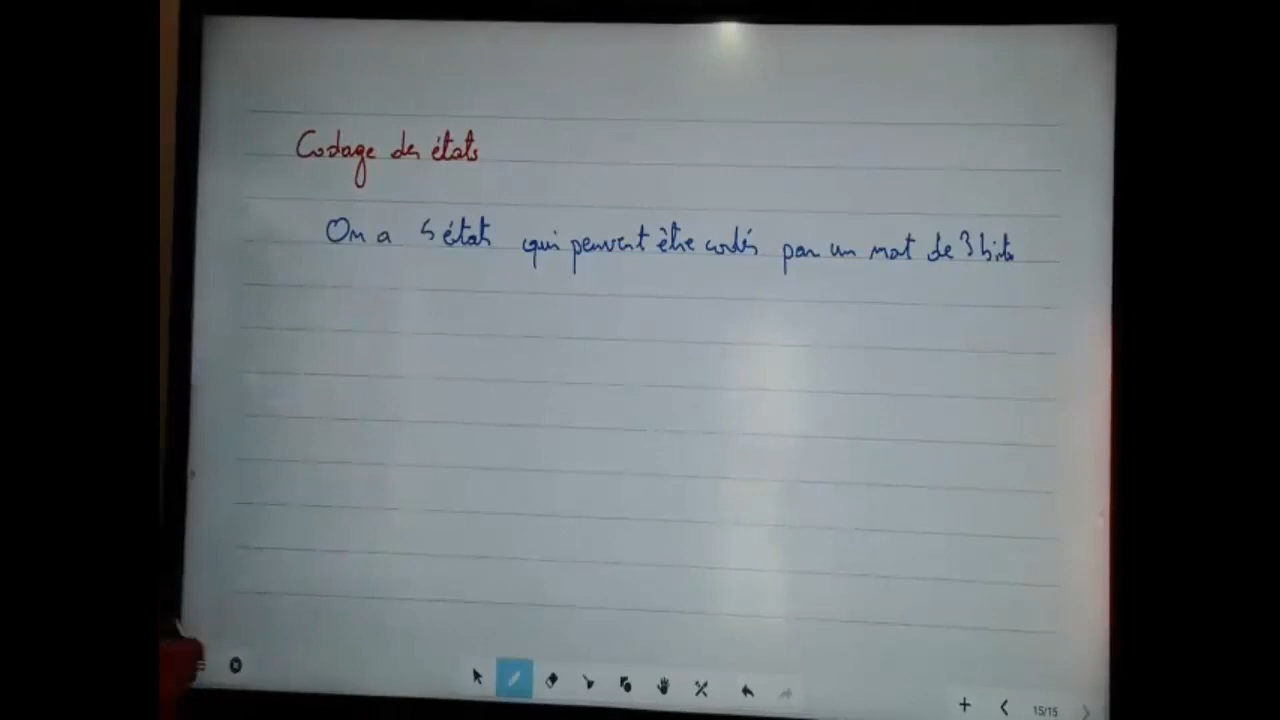 Codage des états
On a 5 états qui peuvent être codés par un mot de 3 bits
15/15